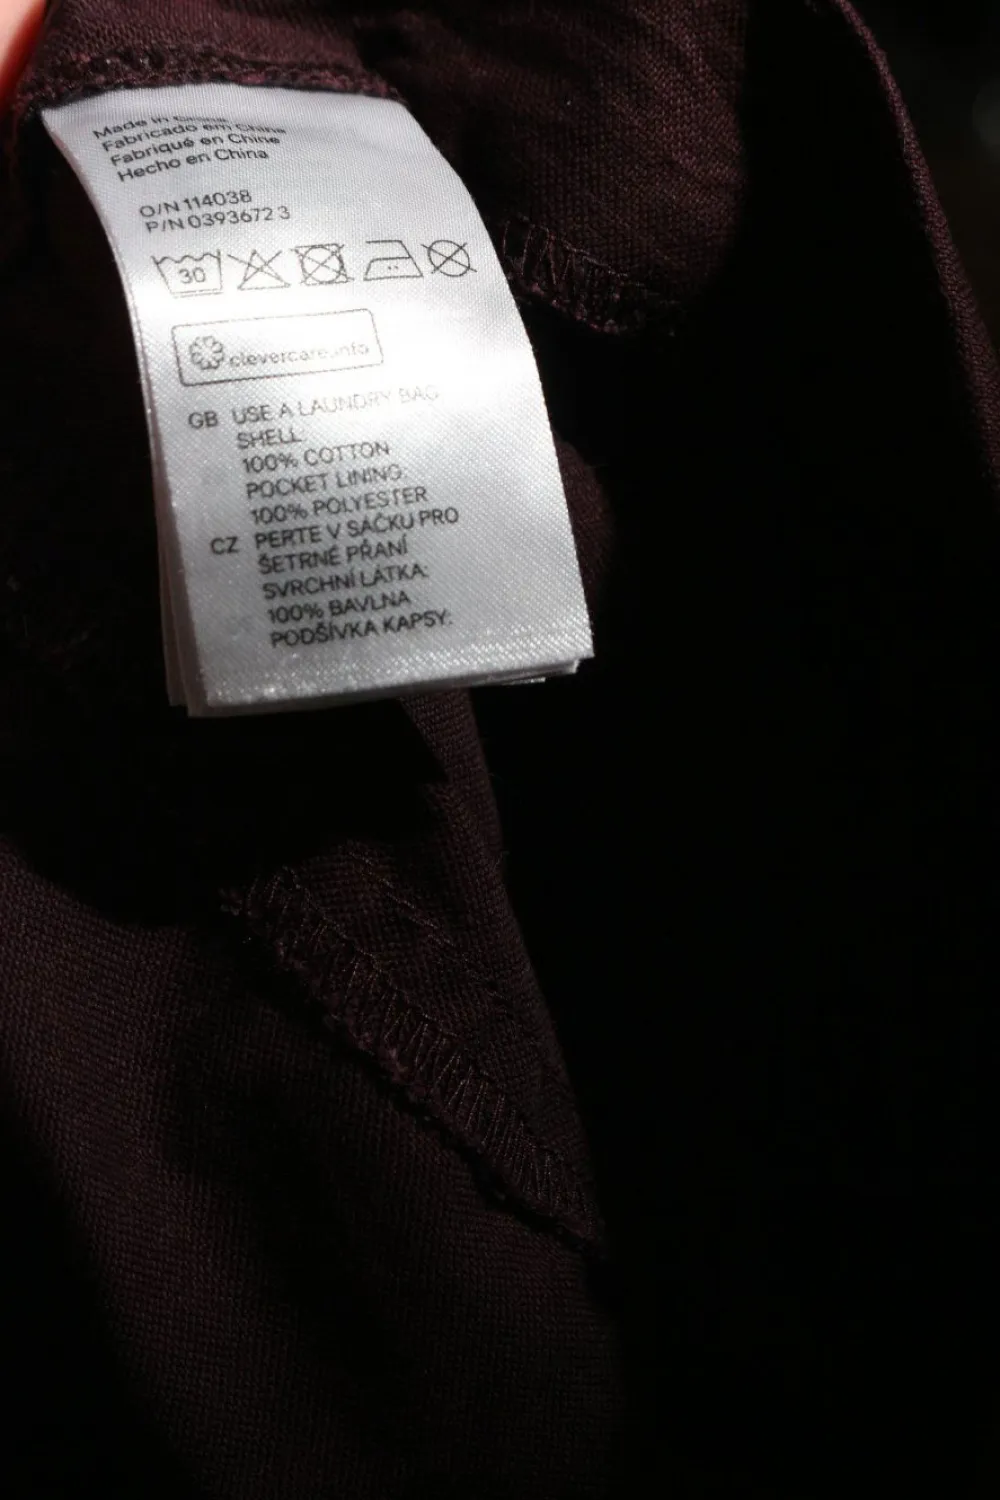 Made in China
Fabricado em China
Fabriqué en Chine
Hecho en China
O/N 114038
P/N 0393672 3
30
clevercare.info
GB USE A LAUNDRY BAG
SHELL:
100% COTTON
POCKET LINING:
100% POLYESTER
CZ PERTE V SÁČKU PRO
ŠETRNÉ PŘANÍ
SVRCHNÍ LÁTKA:
100% BAVLNA
PODŠÍVKA KAPSY: